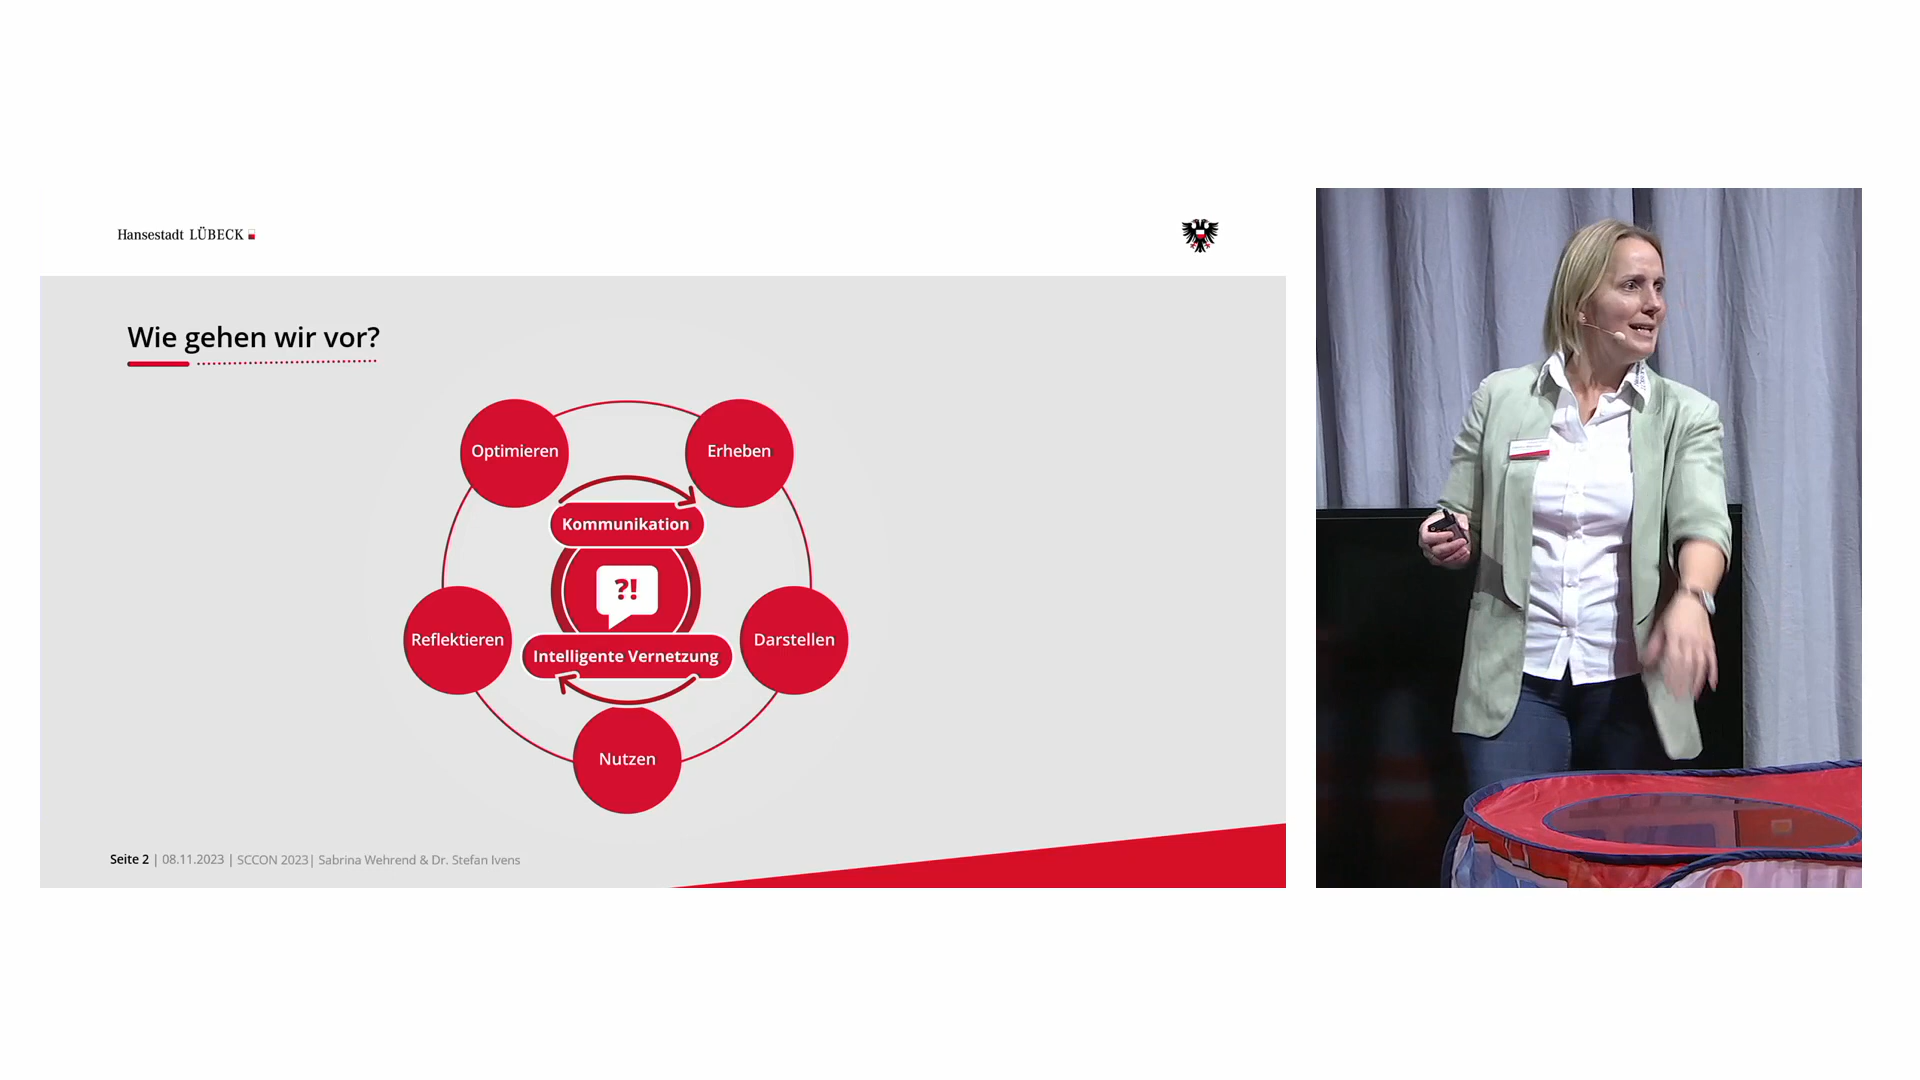 Hansestadt LÜBECK
Wie gehen wir vor?
Optimieren
Erheben
Kommunikation
?!
Reflektieren
Intelligente Vernetzung
Darstellen
Nutzen
Seite 2 | 08.11.2023 | SCCON 2023| Sabrina Wehrend & Dr. Stefan Ivens